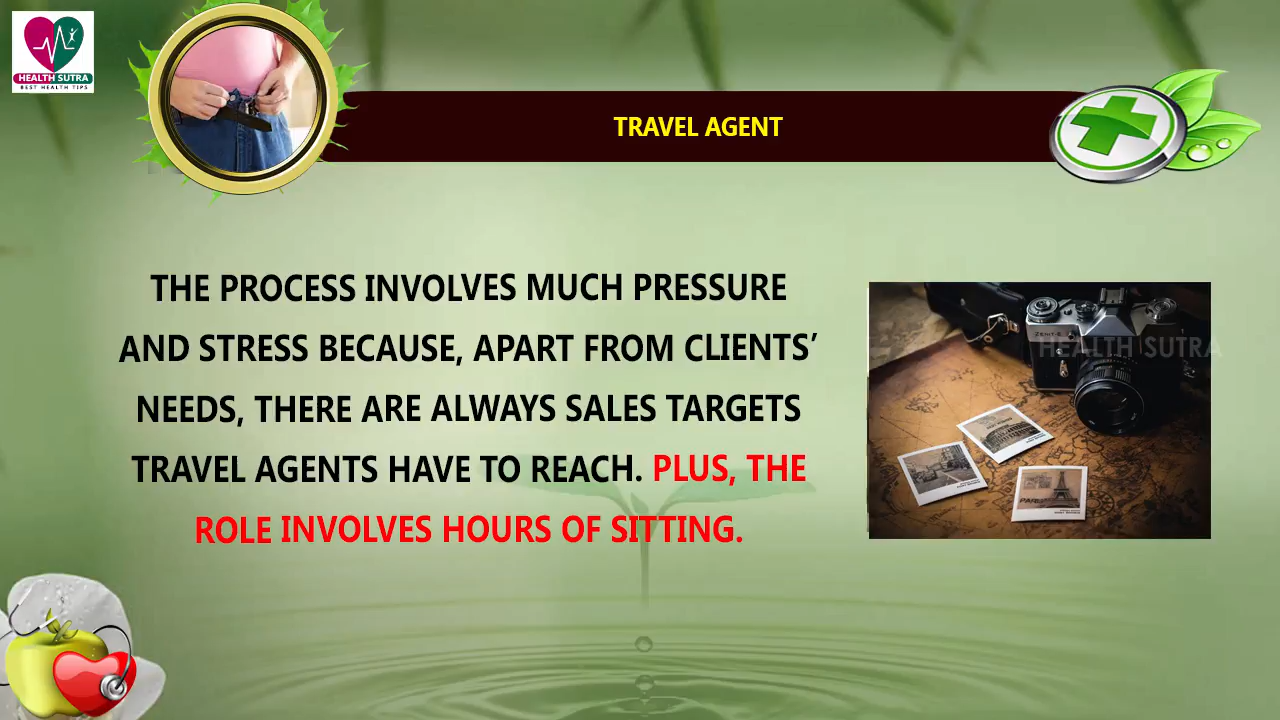 HEALTH SUTRA
BEST HEALTH TIPS
TRAVEL AGENT
THE PROCESS INVOLVES MUCH PRESSURE
AND STRESS BECAUSE, APART FROM CLIENTS’
NEEDS, THERE ARE ALWAYS SALES TARGETS
TRAVEL AGENTS HAVE TO REACH. PLUS, THE
ROLE INVOLVES HOURS OF SITTING.
ZENIT-E
HEALTH SUTRA
PARIS